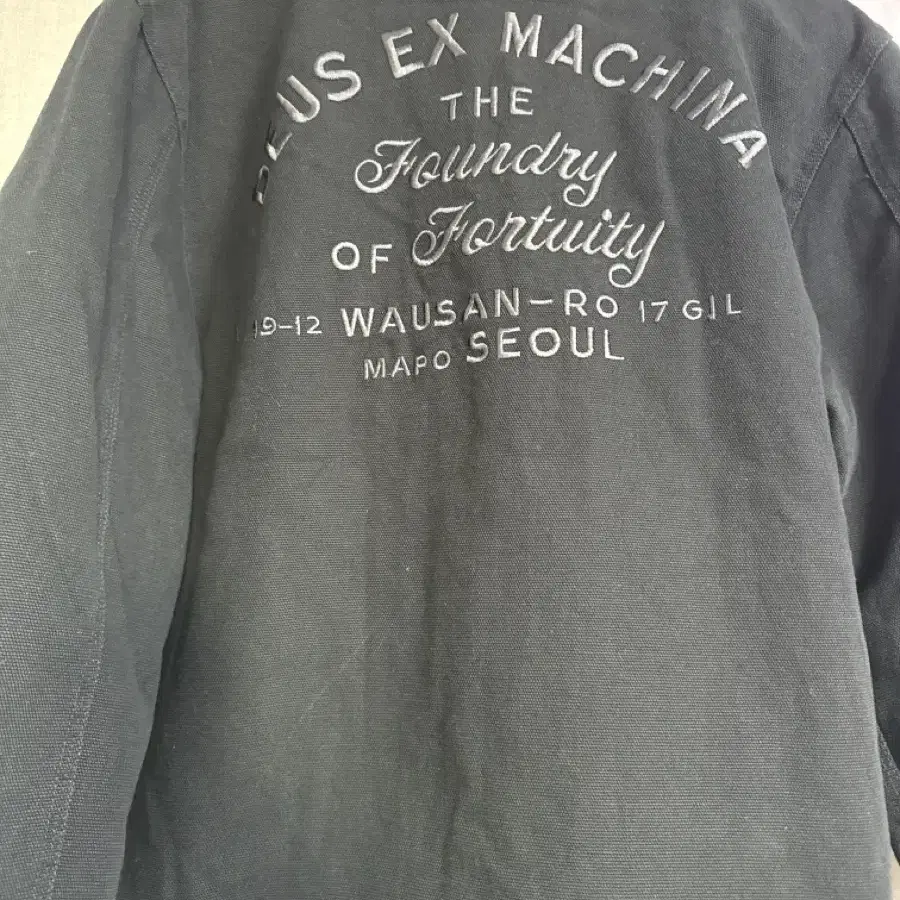 DEUS EX MACHINA
THE
Foundry
OF Fortuity
19-12 WAUSAN-RO 17 GIL
MAPO SEOUL